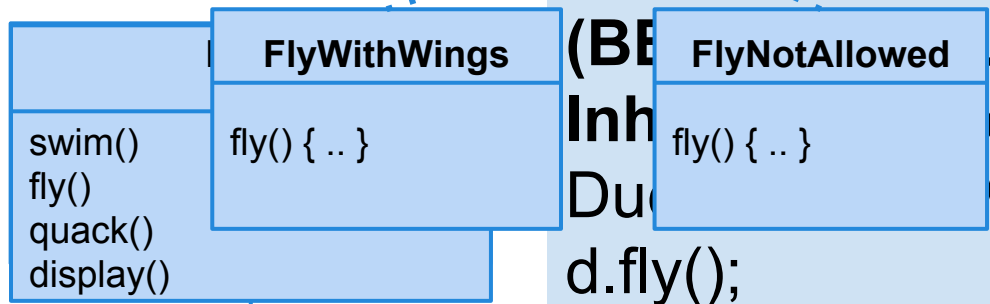 FlyWithWings
fly() { .. }
swim()
fly()
quack()
display()
FlyNotAllowed
fly() { .. }
d.fly();